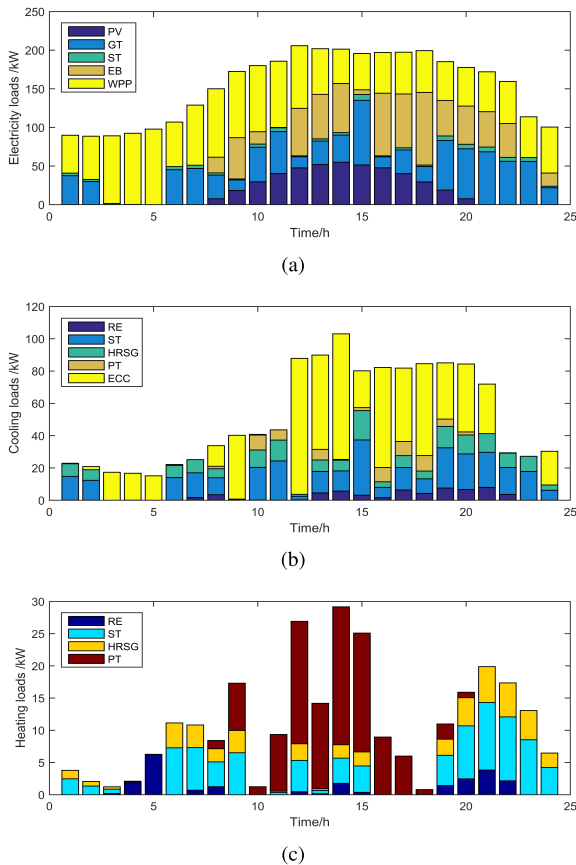 250
200
150
100
50
0
Electricity loads /kW
PV
GT
ST
EB
WPP
0 5 10 15 20 25
Time/h
(a)
120
100
80
60
40
20
0
Cooling loads /kW
RE
ST
HRSG
PT
ECC
0 5 10 15 20 25
Time/h
(b)
30
25
20
15
10
5
0
Heating loads /kW
RE
ST
HRSG
PT
0 5 10 15 20 25
Time/h
(c)